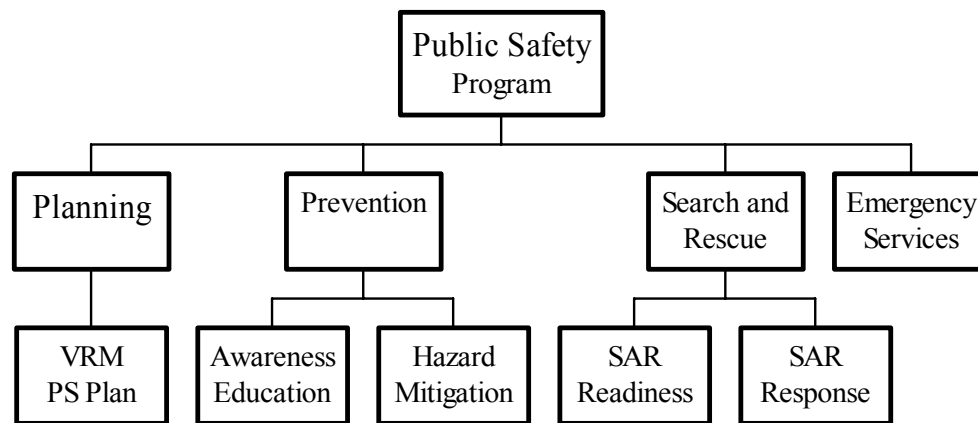 Public Safety
Program
Planning
Prevention
Search and
Rescue
Emergency
Services
VRM
PS Plan
Awareness
Education
Hazard
Mitigation
SAR
Readiness
SAR
Response